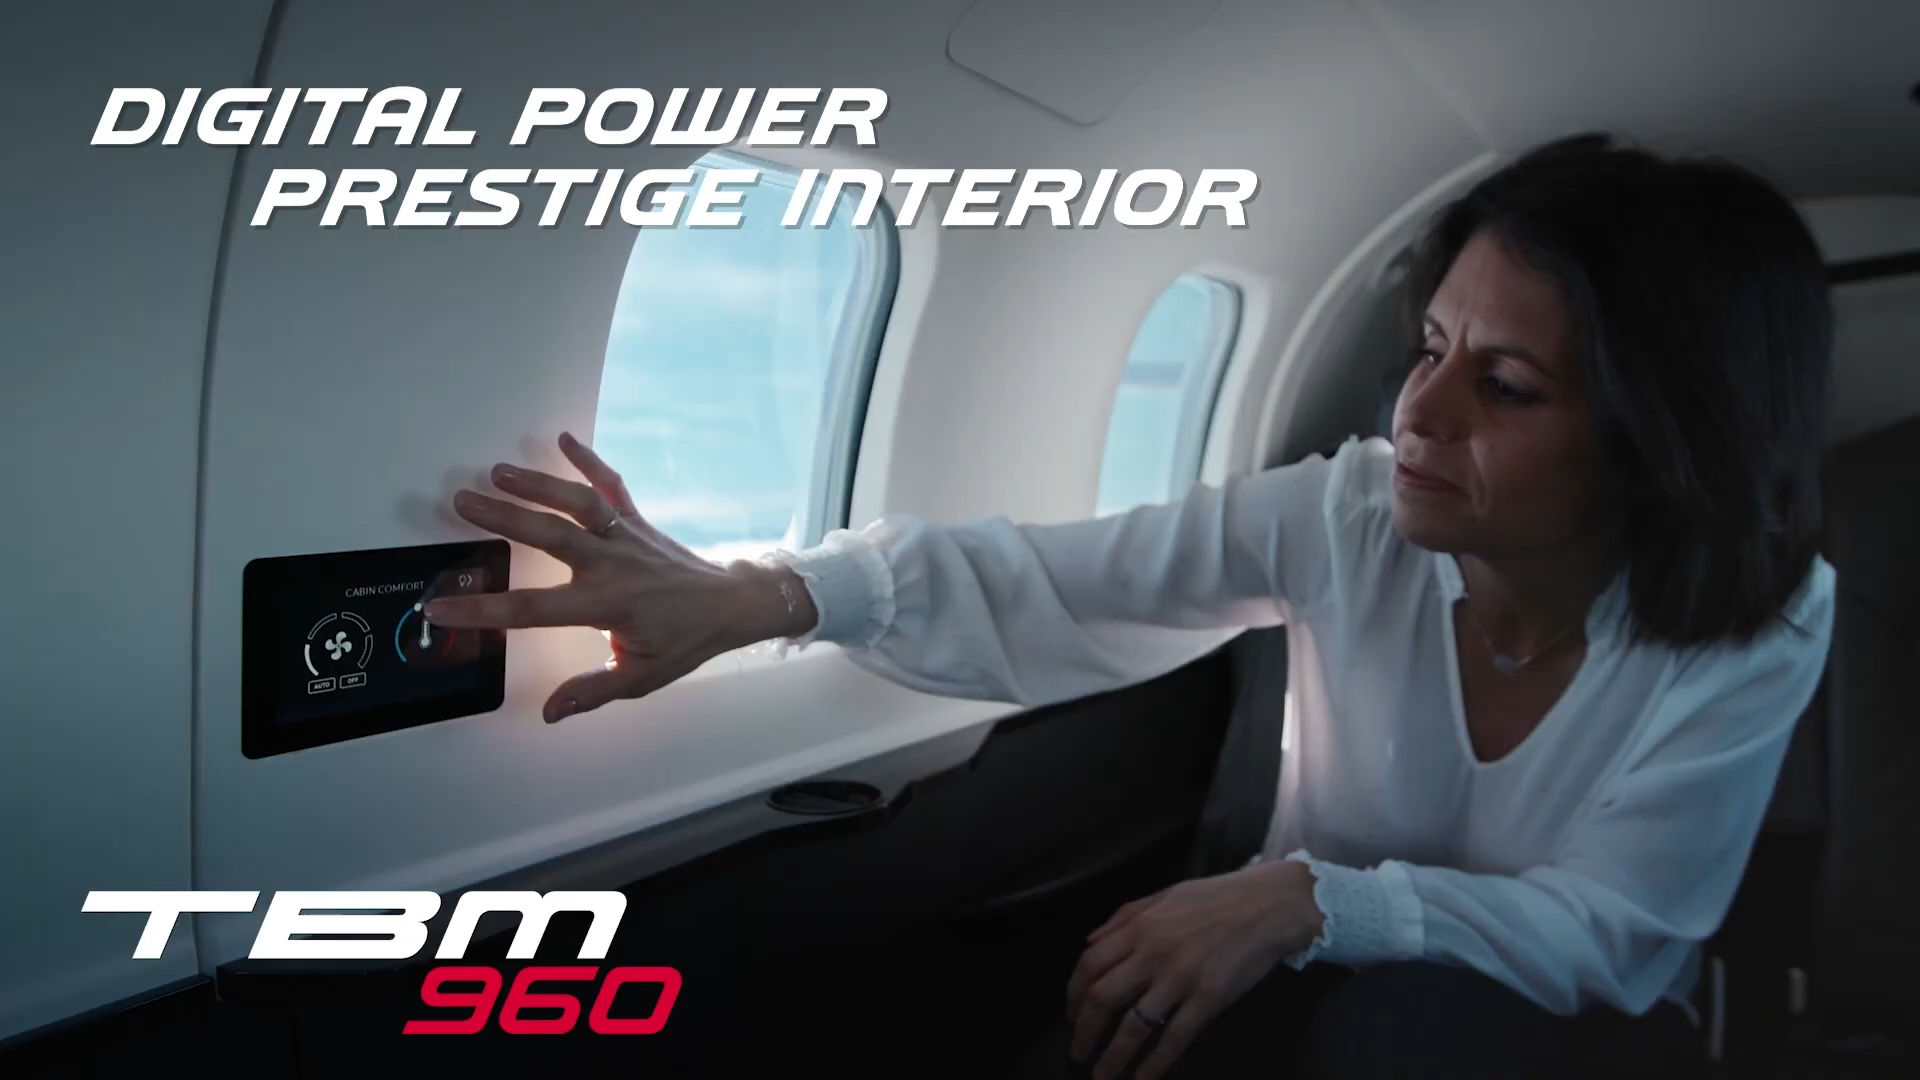 DIGITAL POWER
PRESTIGE INTERIOR
CABIN COMFORT
AUTO OFF
TBM
960